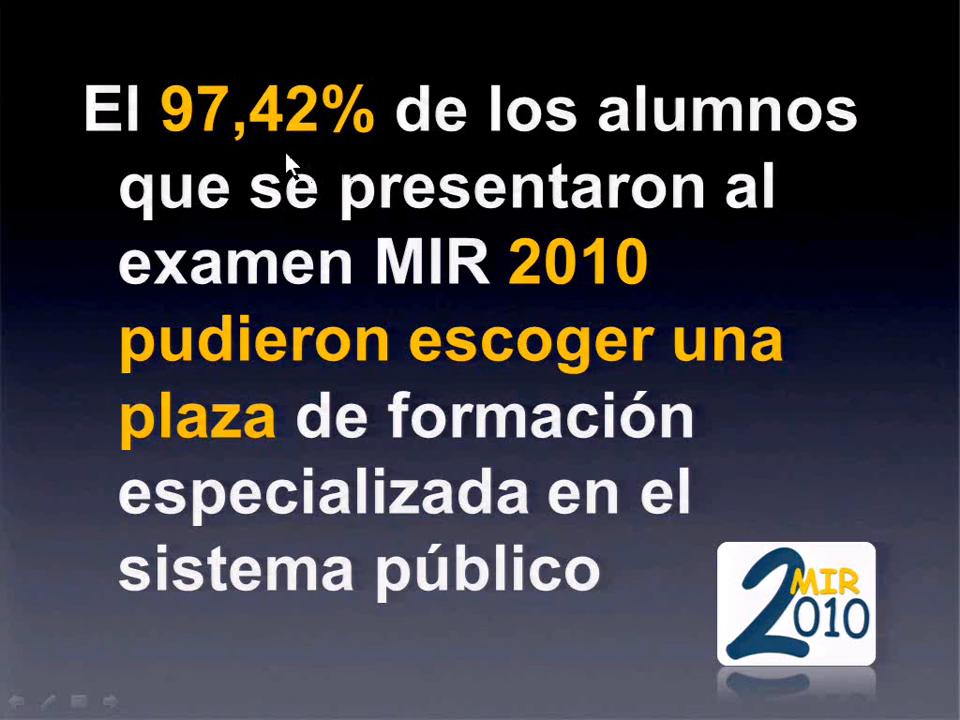 El 97,42% de los alumnos
que se presentaron al
examen MIR 2010
pudieron escoger una
plaza de formación
especializada en el
sistema público
MIR
2010